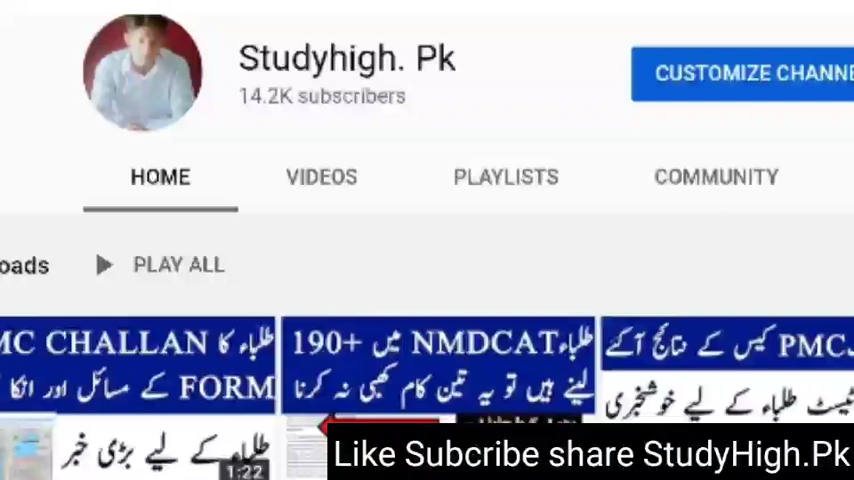 Studyhigh. Pk
14.2K subscribers
CUSTOMIZE CHANNE
HOME VIDEOS PLAYLISTS COMMUNITY
oads PLAY ALL
طلباء کا MC CHALLAN
FORM کے مسائل اور انکا
طلباء کے لیے بڑی خبر
1:22
طلباء NMDCAT میں 190+
لینے ہیں تو یہ تین کام کبھی نہ کرنا
PMC کیس کے نتائج آگئے
ٹیسٹ طلباء کے لیے خوشخبری
Like Subcribe share StudyHigh.Pk